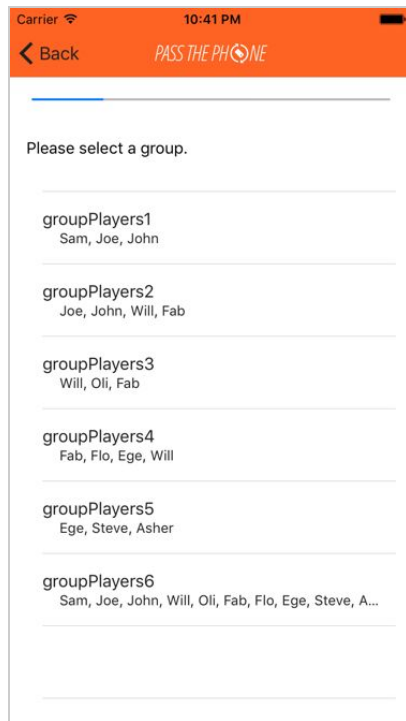 Carrier 10:41 PM
Back PASS THE PHONE
Please select a group.
groupPlayers1
Sam, Joe, John
groupPlayers2
Joe, John, Will, Fab
groupPlayers3
Will, Oli, Fab
groupPlayers4
Fab, Flo, Ege, Will
groupPlayers5
Ege, Steve, Asher
groupPlayers6
Sam, Joe, John, Will, Oli, Fab, Flo, Ege, Steve, A...